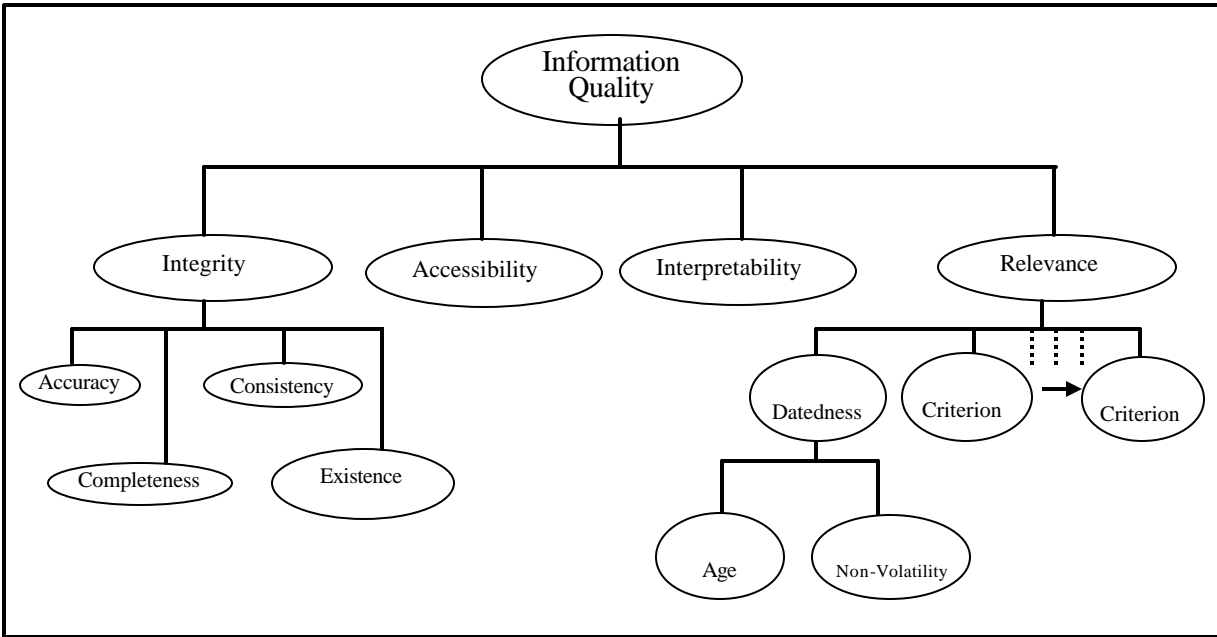 Information
Quality
Integrity
Accessibility
Interpretability
Relevance
Accuracy
Consistency
Datedness
Criterion
Criterion
Completeness
Existence
Age
Non-Volatility